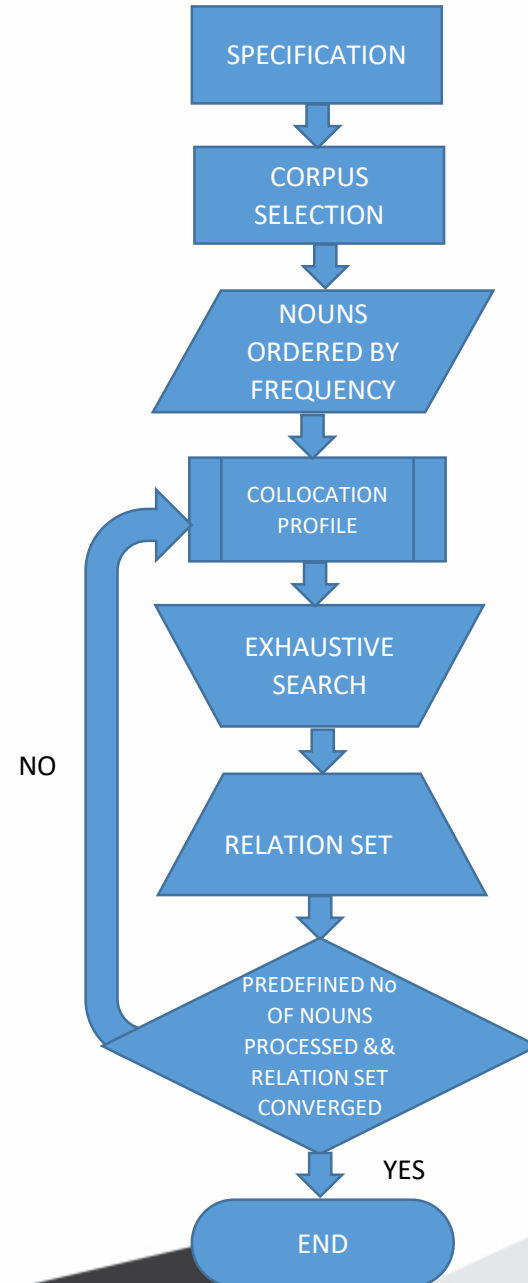 SPECIFICATION
CORPUS
SELECTION
NOUNS
ORDERED BY
FREQUENCY
COLLOCATION
PROFILE
EXHAUSTIVE
SEARCH
NO
RELATION SET
PREDEFINED No
OF NOUNS
PROCESSED &&
RELATION SET
CONVERGED
YES
END